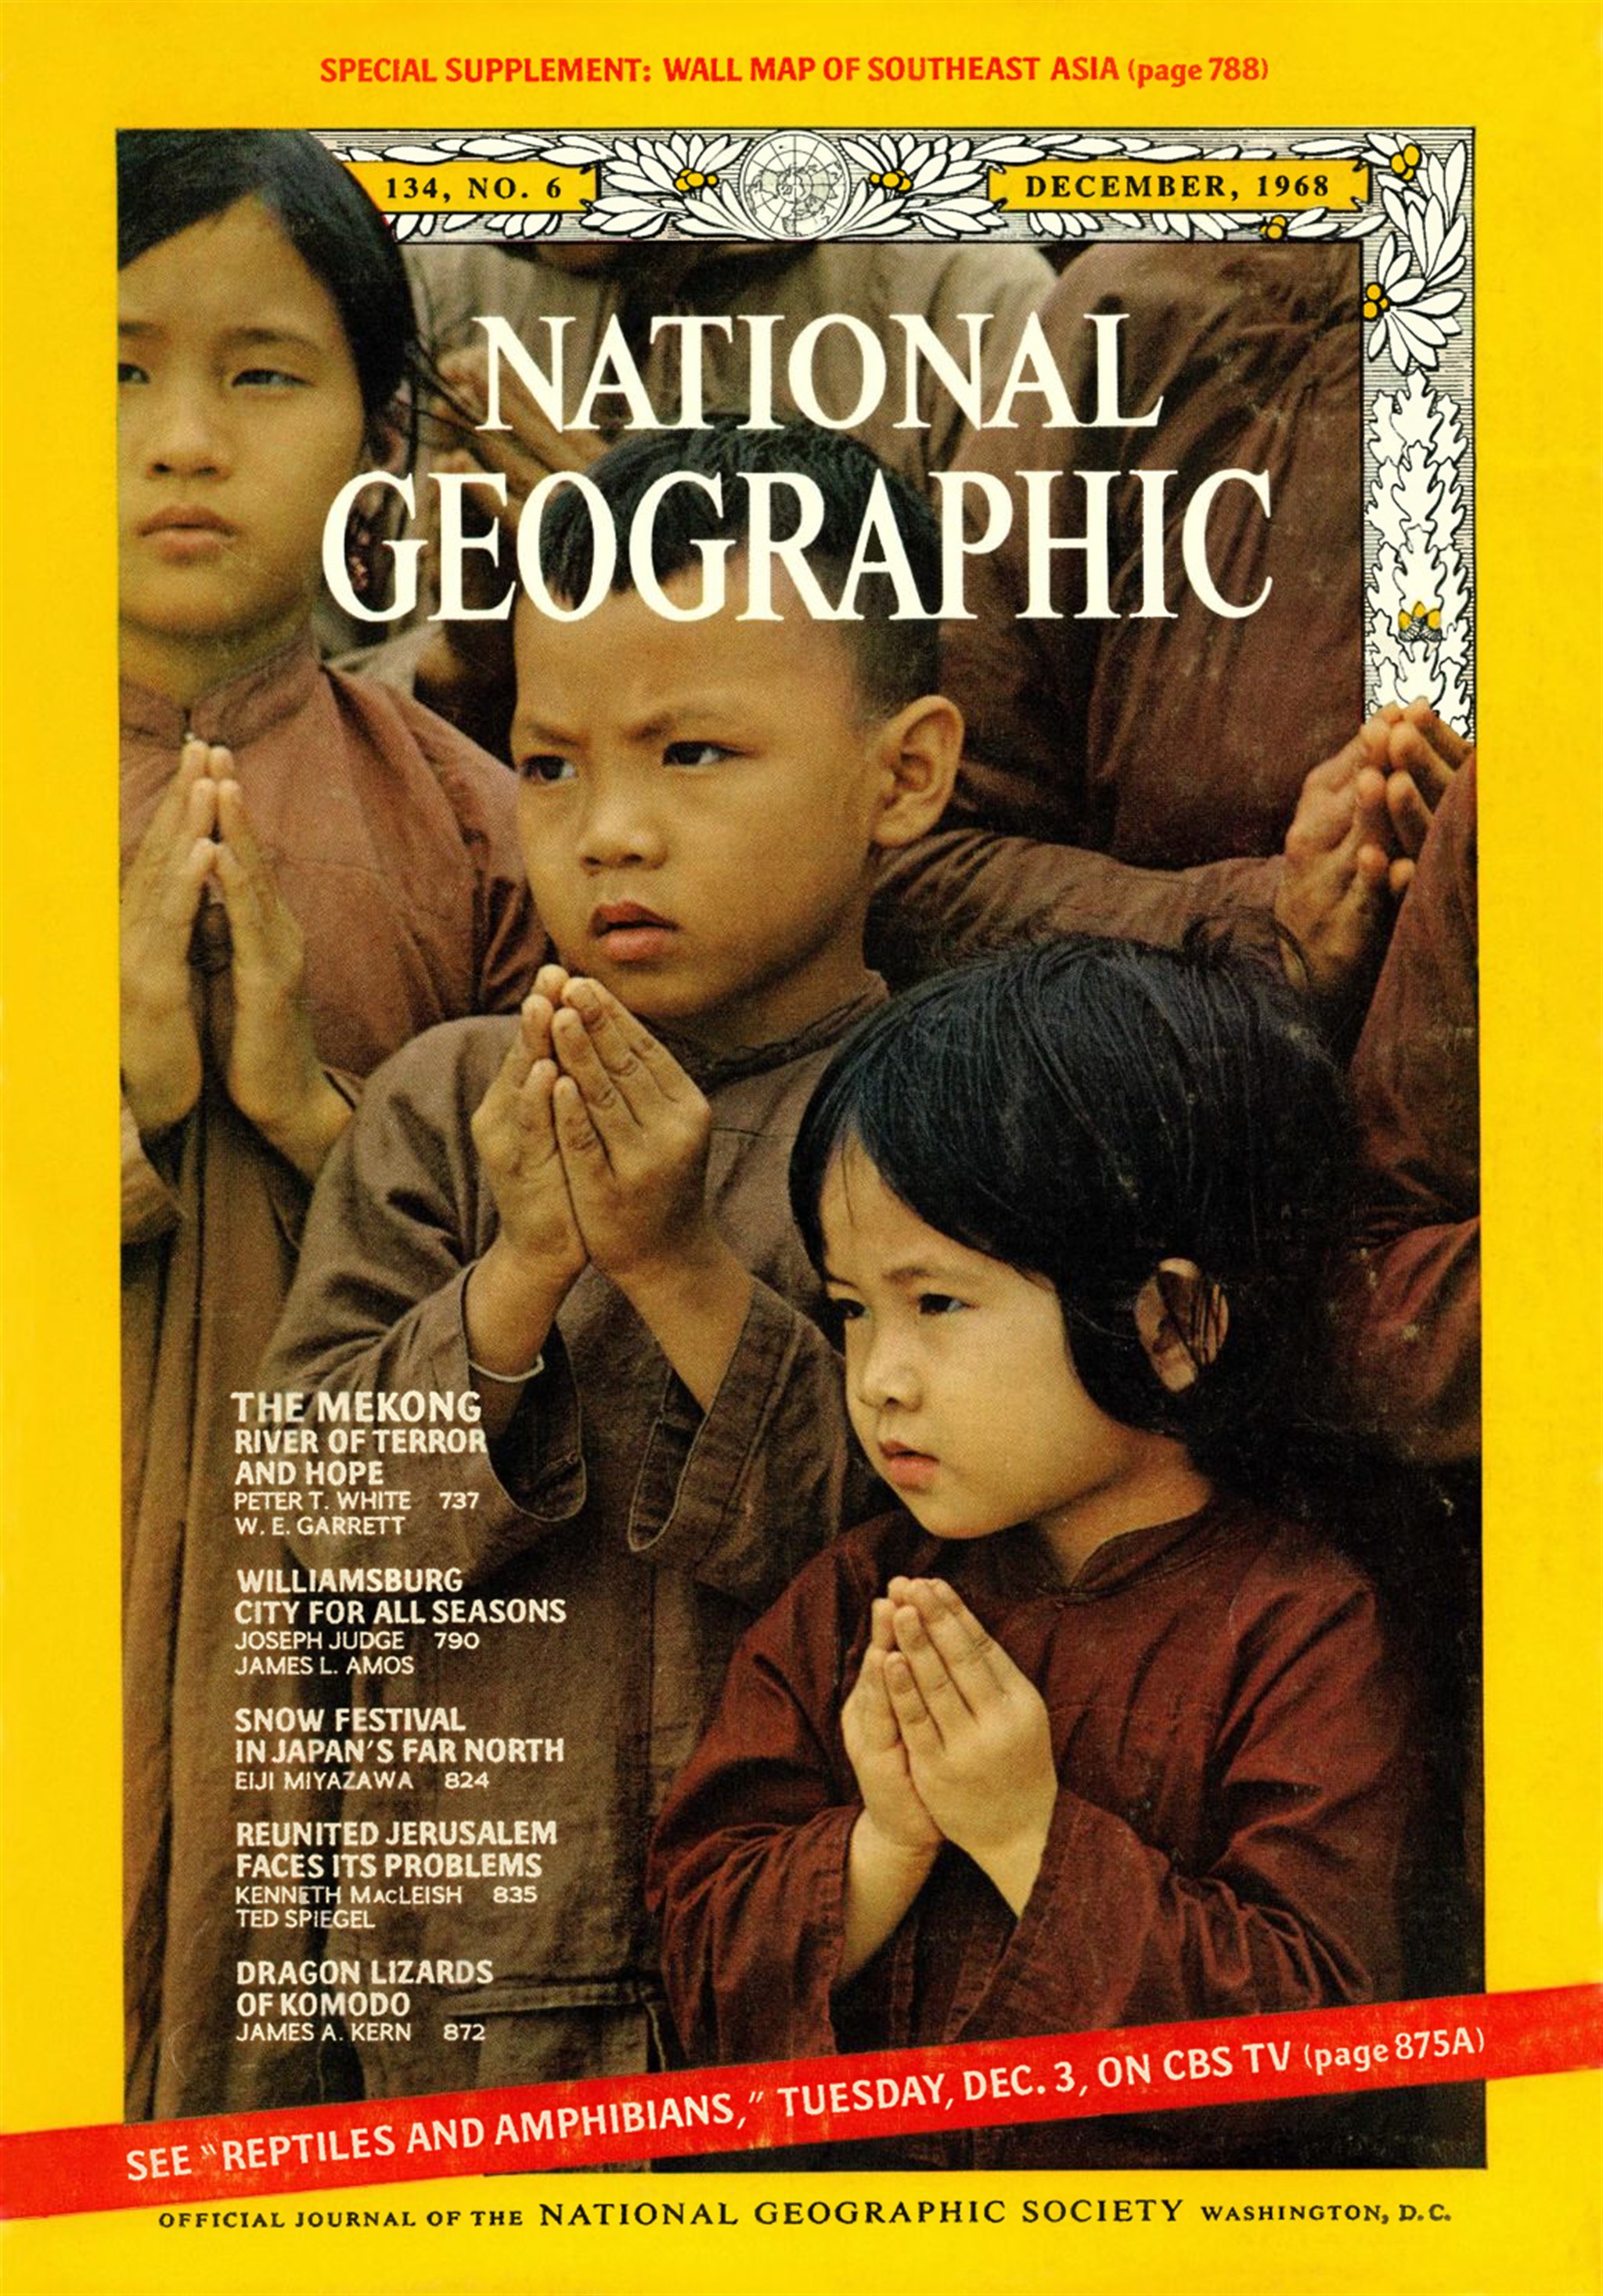 SPECIAL SUPPLEMENT: WALL MAP OF SOUTHEAST ASIA (page 788)
134, NO. 6
DECEMBER, 1968
NATIONAL
GEOGRAPHIC
THE MEKONG
RIVER OF TERROR
AND HOPE
PETER T. WHITE 737
W. E. GARRETT
WILLIAMSBURG
CITY FOR ALL SEASONS
JOSEPH JUDGE 790
JAMES L. AMOS
SNOW FESTIVAL
IN JAPAN'S FAR NORTH
EIJI MIYAZAWA 824
REUNITED JERUSALEM
FACES ITS PROBLEMS
KENNETH MacLEISH 835
TED SPIEGEL
DRAGON LIZARDS
OF KOMODO
JAMES A. KERN 872
SEE "REPTILES AND AMPHIBIANS," TUESDAY, DEC. 3, ON CBS TV (page 875A)
OFFICIAL JOURNAL OF THE NATIONAL GEOGRAPHIC SOCIETY WASHINGTON, D.C.